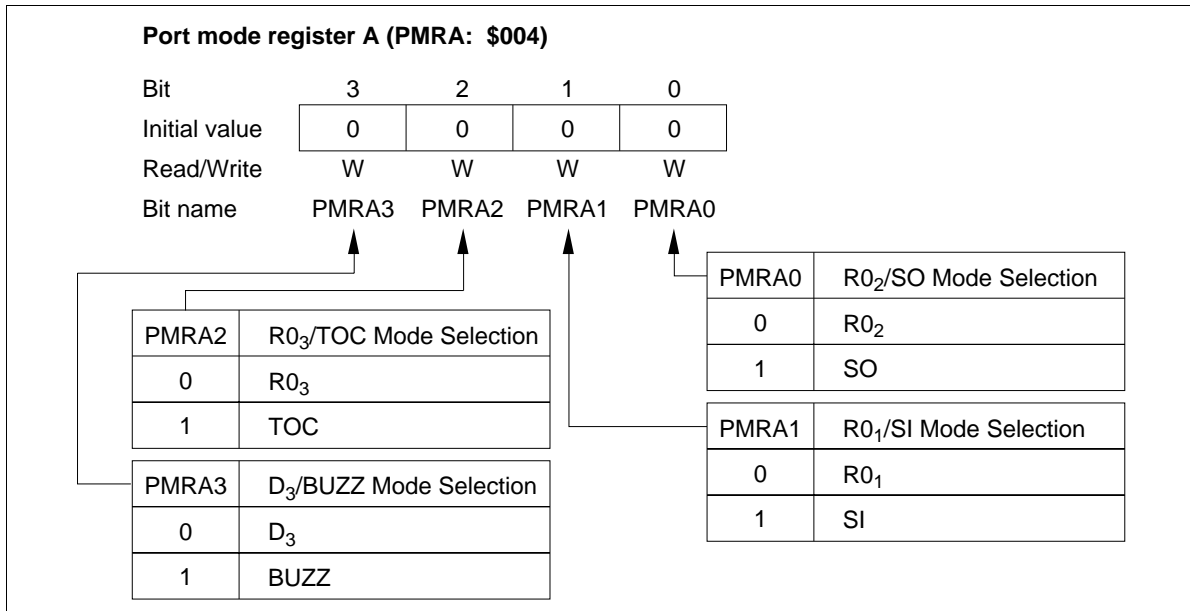 Port mode register A (PMRA: $004)
Bit 3 2 1 0
Initial value 0 0 0 0
Read/Write W W W W
Bit name PMRA3 PMRA2 PMRA1 PMRA0
PMRA0 R0₂/SO Mode Selection
0 R0₂
1 SO
PMRA2 R0₃/TOC Mode Selection
0 R0₃
1 TOC
PMRA1 R0₁/SI Mode Selection
0 R0₁
1 SI
PMRA3 D₃/BUZZ Mode Selection
0 D₃
1 BUZZ